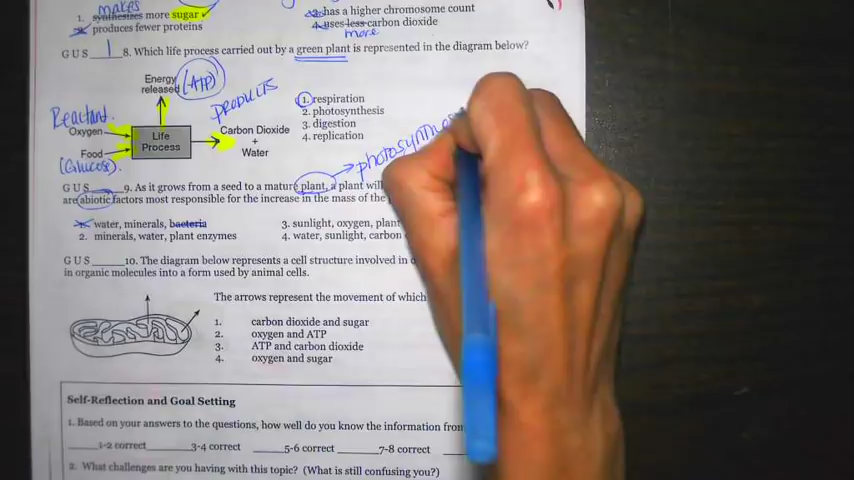 makes
1. synthesizes more sugar ✓
2. produces fewer proteins
3. has a higher chromosome count
4. uses less carbon dioxide
more
G U S 1 8. Which life process carried out by a green plant is represented in the diagram below?
Energy
released (ATP)
Reactant
PRODUCTS
Oxygen
Food
(Glucose).
Life
Process
Carbon Dioxide
+
Water
1. respiration
2. photosynthesis
3. digestion
4. replication
photosynthes
G U S 9. As it grows from a seed to a mature plant, a plant will
are abiotic factors most responsible for the increase in the mass of the
water, minerals, bacteria
2. minerals, water, plant enzymes
3. sunlight, oxygen, plant
4. water, sunlight, carbon
G U S 10. The diagram below represents a cell structure involved in
in organic molecules into a form used by animal cells.
The arrows represent the movement of which
1. carbon dioxide and sugar
2. oxygen and ATP
3. ATP and carbon dioxide
4. oxygen and sugar
Self-Reflection and Goal Setting
1. Based on your answers to the questions, how well do you know the information from
1-2 correct 3-4 correct 5-6 correct 7-8 correct
2. What challenges are you having with this topic? (What is still confusing you?)